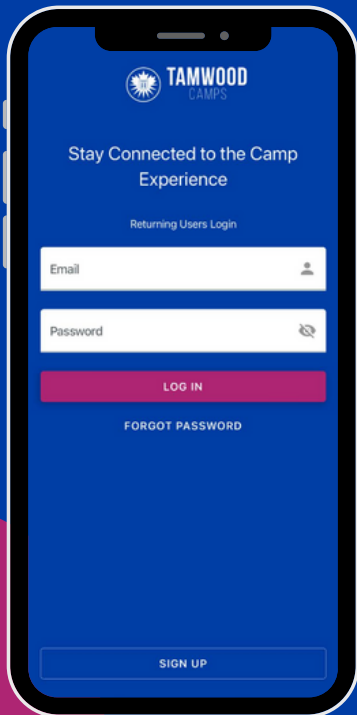 TAMWOOD
CAMPS
Stay Connected to the Camp
Experience
Returning Users Login
Email
Password
LOG IN
FORGOT PASSWORD
SIGN UP